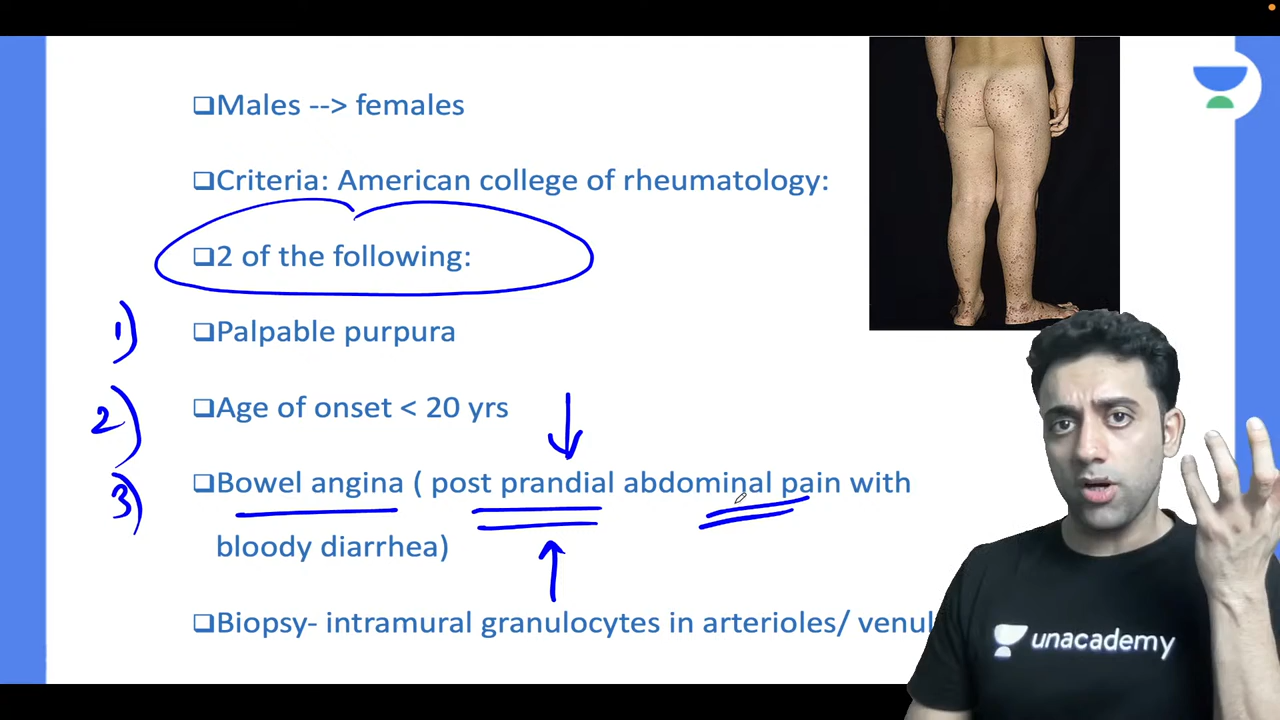 ❑Males --> females
❑Criteria: American college of rheumatology:
❑2 of the following:
1) ❑Palpable purpura
2) ❑Age of onset < 20 yrs
3) ❑Bowel angina ( post prandial abdominal pain with
bloody diarrhea)
❑Biopsy- intramural granulocytes in arterioles/
unacademy